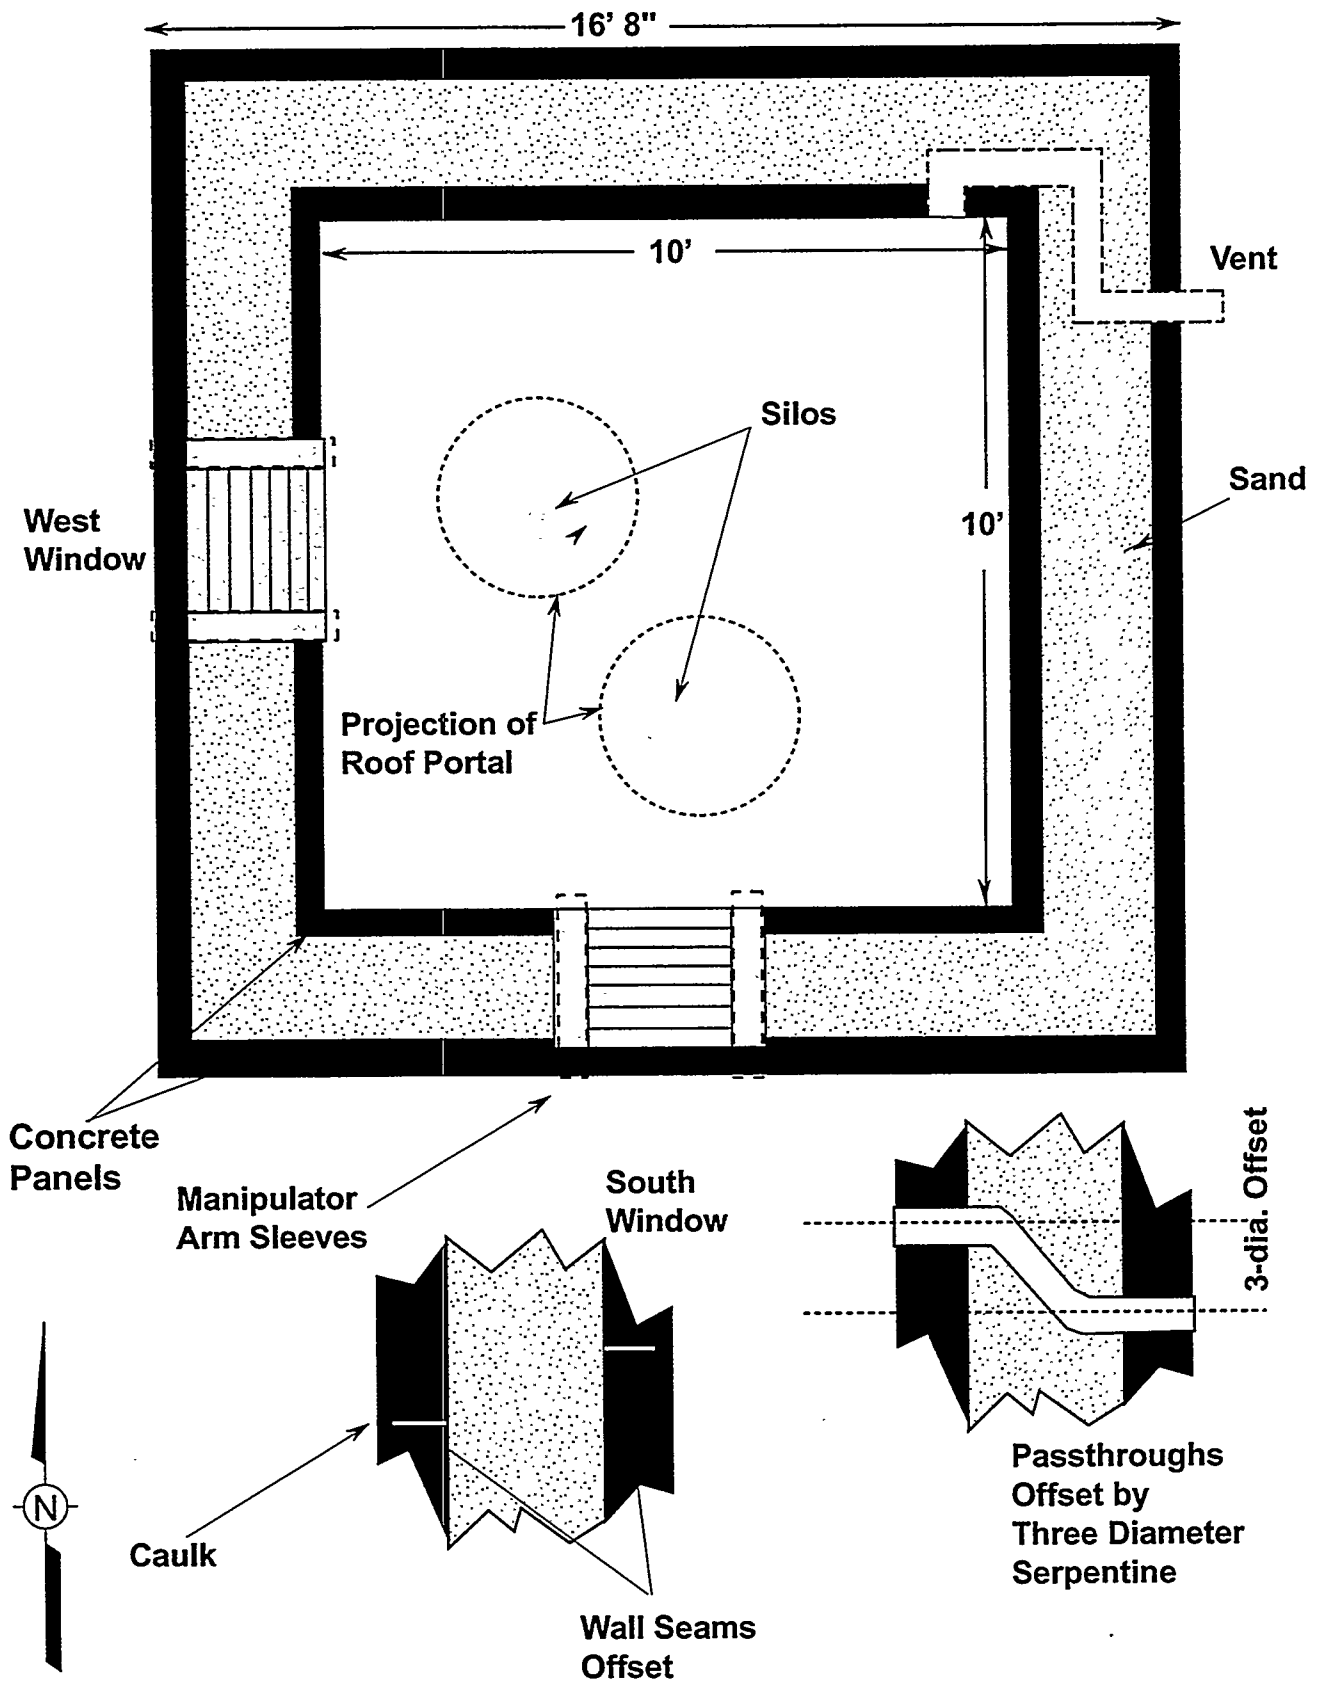 16' 8"
10'
Vent
Silos
Sand
West
Window
10'
Projection of
Roof Portal
Concrete
Panels
Manipulator
Arm Sleeves
South
Window
3-dia. Offset
Passthroughs
Offset by
Three Diameter
Serpentine
N
Caulk
Wall Seams
Offset